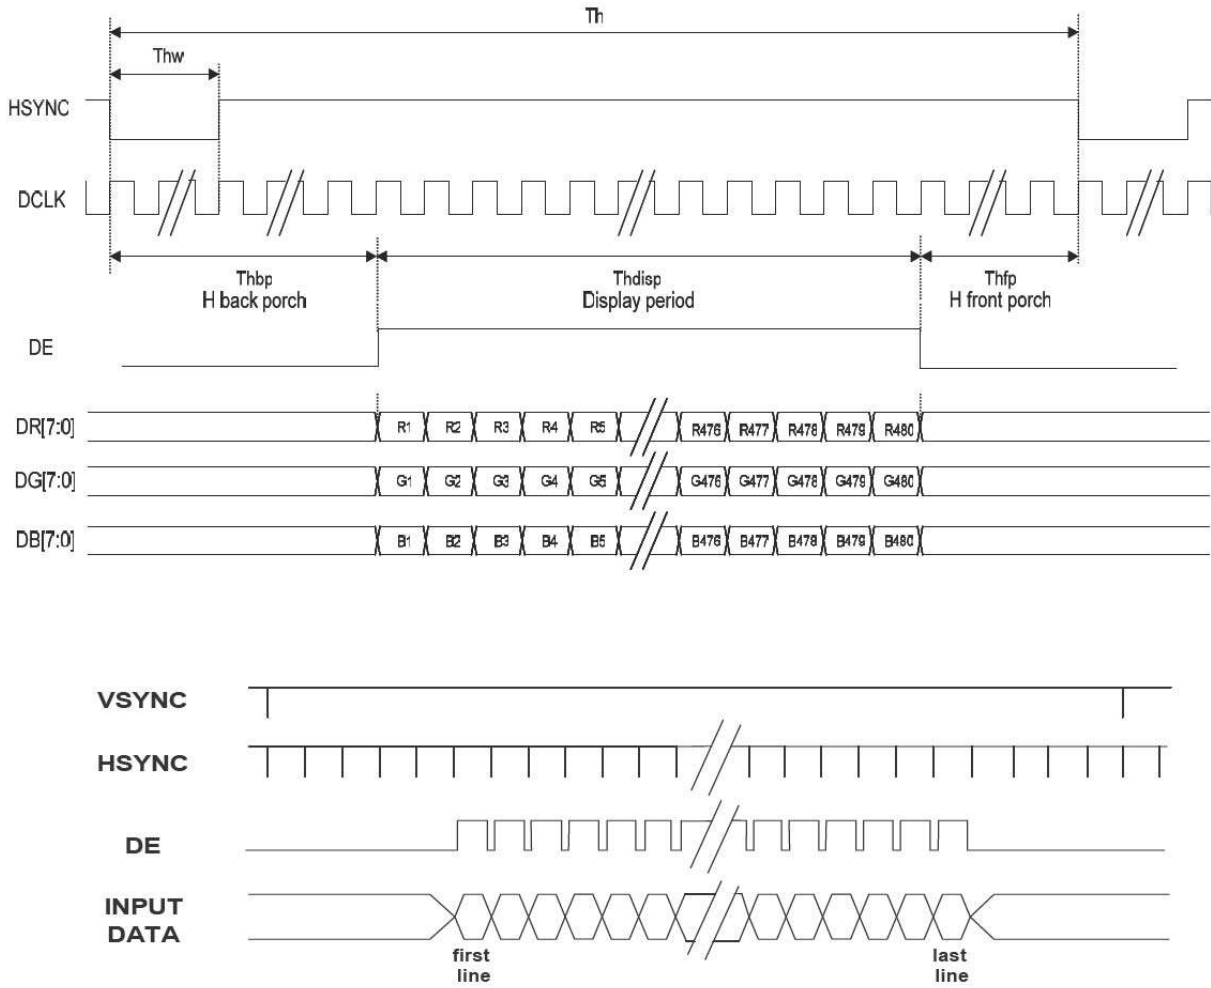 Th
Thw
HSYNC
DCLK
Thbp
H back porch
Thdisp
Display period
Thfp
H front porch
DE
DR[7:0] R1 R2 R3 R4 R5 R476 R477 R478 R479 R480
DG[7:0] G1 G2 G3 G4 G5 G476 G477 G478 G479 G480
DB[7:0] B1 B2 B3 B4 B5 B476 B477 B478 B479 B480
VSYNC
HSYNC
DE
INPUT
DATA
first
line
last
line